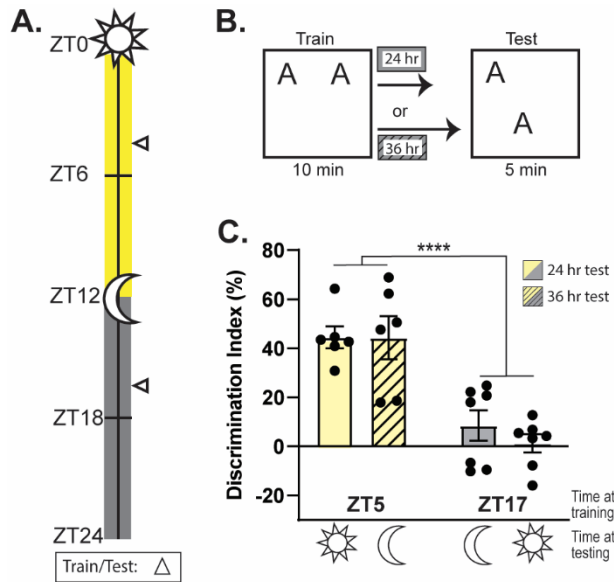 A.
ZT0
ZT6
ZT12
ZT18
ZT24
Train/Test: △
B.
Train
Test
A A
24 hr
or
36 hr
A
A
10 min
5 min
C.
Discrimination Index (%)
80
60
40
20
0
-20
****
24 hr test
36 hr test
ZT5
ZT17
Time at
training
Time at
testing